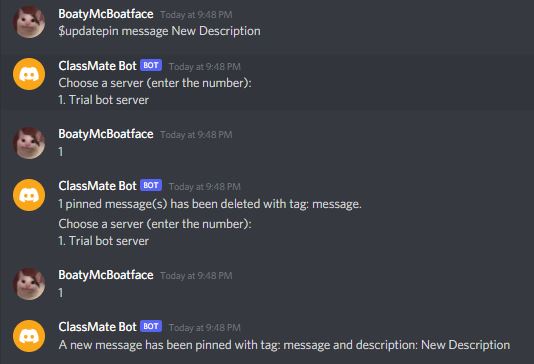 BoatyMcBoatface Today at 9:48 PM
$updatepin message New Description
ClassMate Bot BOT Today at 9:48 PM
Choose a server (enter the number):
1. Trial bot server
BoatyMcBoatface Today at 9:48 PM
1
ClassMate Bot BOT Today at 9:48 PM
1 pinned message(s) has been deleted with tag: message.
Choose a server (enter the number):
1. Trial bot server
BoatyMcBoatface Today at 9:48 PM
1
ClassMate Bot BOT Today at 9:48 PM
A new message has been pinned with tag: message and description: New Description